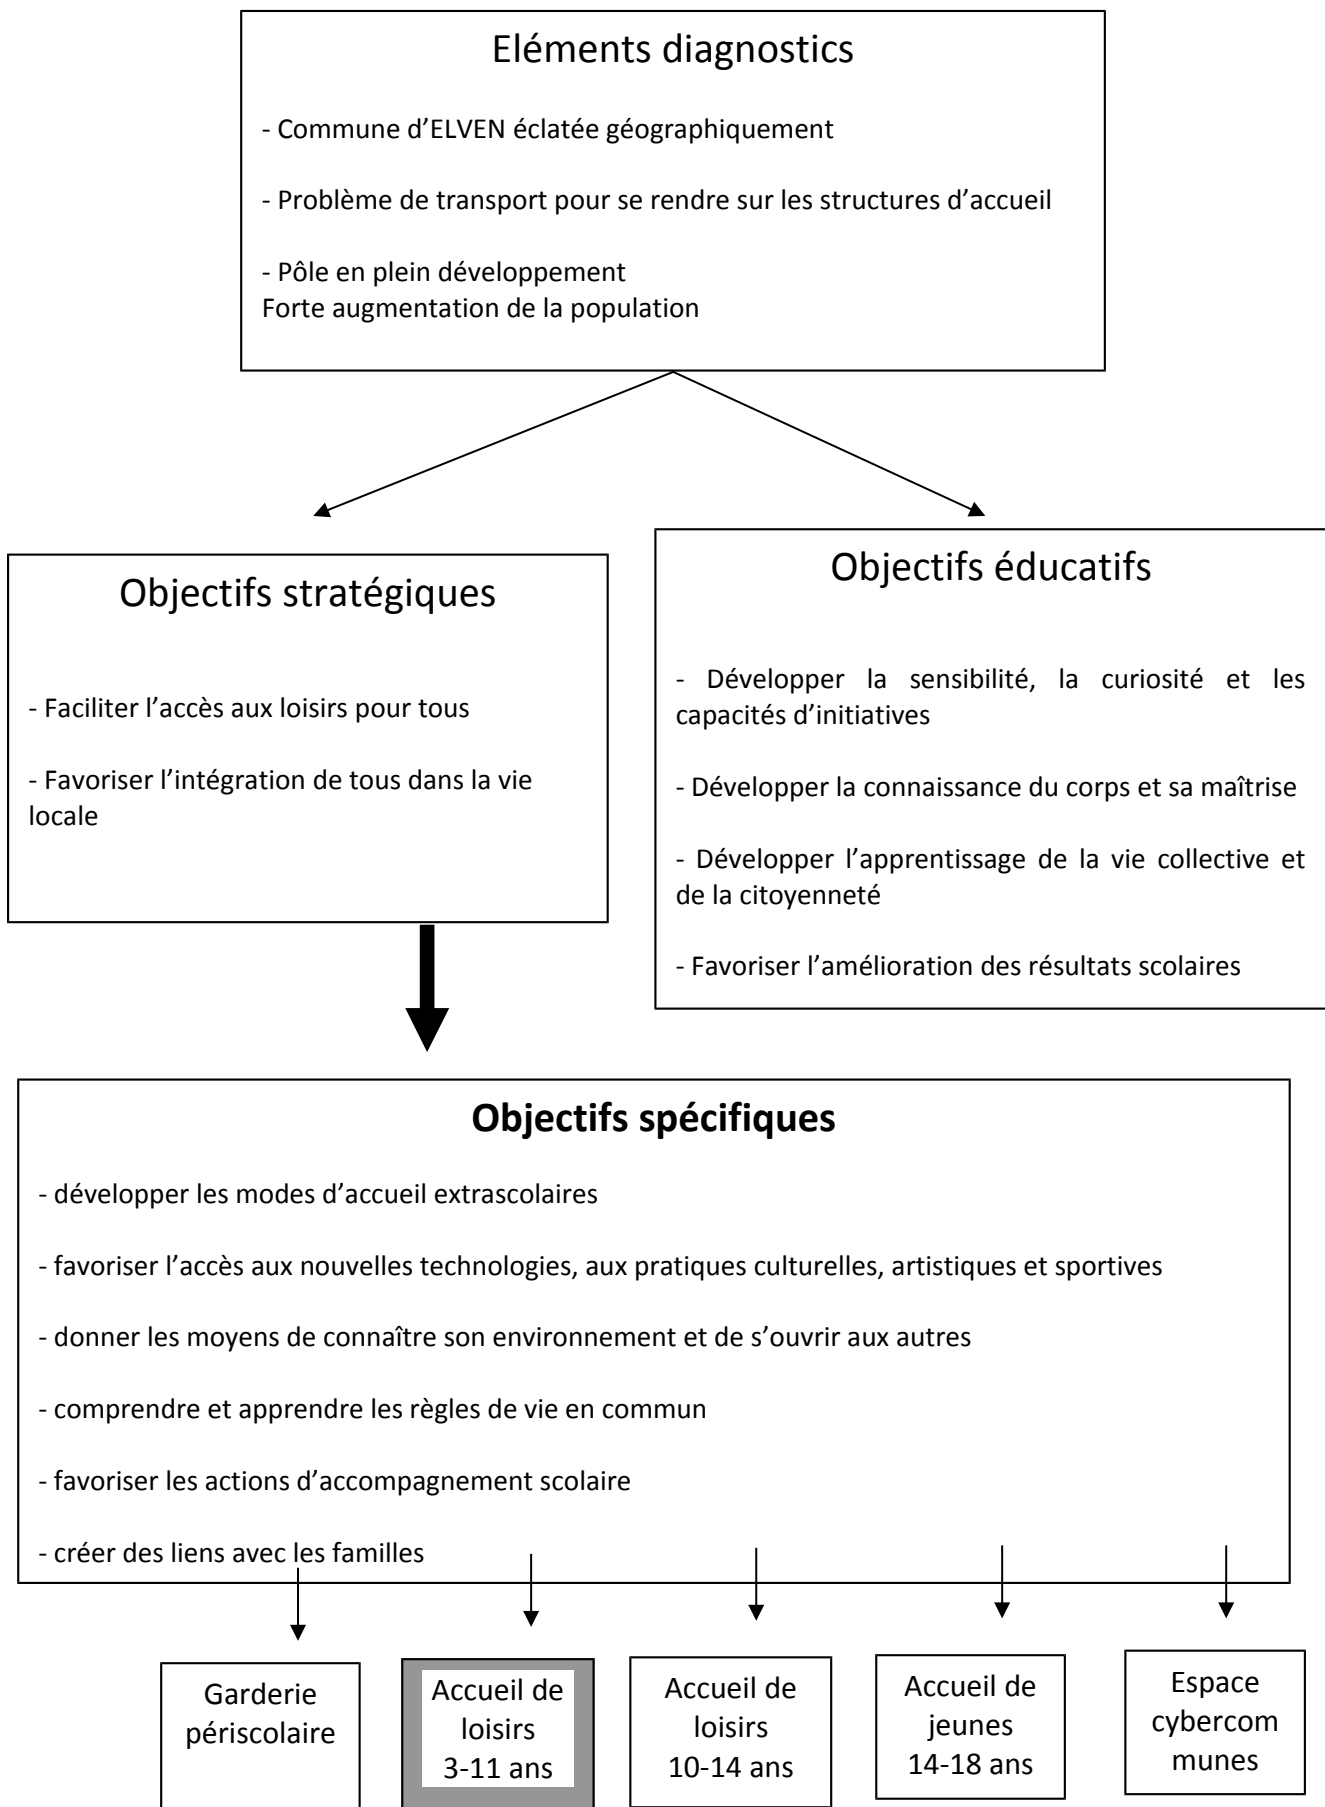 Eléments diagnostics
- Commune d’ELVEN éclatée géographiquement
- Problème de transport pour se rendre sur les structures d’accueil
- Pôle en plein développement
Forte augmentation de la population
Objectifs stratégiques
- Faciliter l’accès aux loisirs pour tous
- Favoriser l’intégration de tous dans la vie
locale
Objectifs éducatifs
- Développer la sensibilité, la curiosité et les
capacités d’initiatives
- Développer la connaissance du corps et sa maîtrise
- Développer l’apprentissage de la vie collective et
de la citoyenneté
- Favoriser l’amélioration des résultats scolaires
Objectifs spécifiques
- développer les modes d’accueil extrascolaires
- favoriser l’accès aux nouvelles technologies, aux pratiques culturelles, artistiques et sportives
- donner les moyens de connaître son environnement et de s’ouvrir aux autres
- comprendre et apprendre les règles de vie en commun
- favoriser les actions d’accompagnement scolaire
- créer des liens avec les familles
Garderie
périscolaire
Accueil de
loisirs
3-11 ans
Accueil de
loisirs
10-14 ans
Accueil de
jeunes
14-18 ans
Espace
cybercom
munes